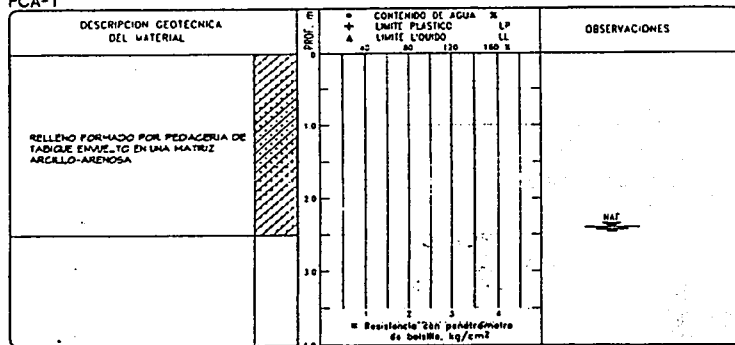 PCA-1
DESCRIPCION GEOTECNICA
DEL MATERIAL
PROF. m
• CONTENIDO DE AGUA %
+ LIMITE PLASTICO LP
▲ LIMITE LIQUIDO LL
40 80 120 160 %
OBSERVACIONES
0
1.0
2.0
3.0
4.0
RELLENO FORMADO POR PEDACERIA DE
TABIQUE ENVUELTO EN UNA MATRIZ
ARCILLO-ARENOSA
NAF
1 2 3 4
= Resistencia con penetrómetro
de bolsillo, kg/cm2